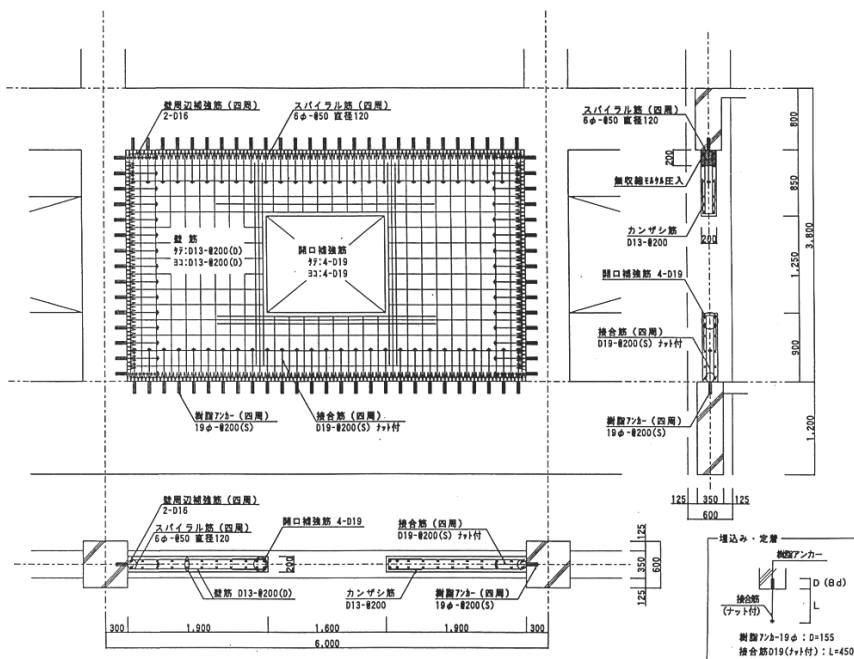 壁周辺補強筋(四周)
2-D16
スパイラル筋(四周)
6φ-@50 直径120
壁 筋
タテ:D13-@200(D)
ヨコ:D13-@200(D)
開口補強筋
タテ:4-D19
ヨコ:4-D19
樹脂アンカー(四周)
19φ-@200(S)
接合筋(四周)
D19-@200(S) ナット付
スパイラル筋(四周)
6φ-@50 直径120
200
無収縮モルタル圧入
カンザシ筋
D13-@200
200
開口補強筋 4-D19
接合筋(四周)
D19-@200(S) ナット付
樹脂アンカー(四周)
19φ-@200(S)
800
850
1,250
900
3,800
1,200
125 350 125
600
壁周辺補強筋(四周)
2-D16
スパイラル筋(四周)
6φ-@50 直径120
開口補強筋 4-D19
接合筋(四周)
D19-@200(S) ナット付
200
壁筋 D13-@200(D)
カンザシ筋
D13-@200
樹脂アンカー(四周)
19φ-@200(S)
125
350
125
600
300 1,900 1,600 1,900 300
6,000
埋込み・定着
樹脂アンカー
D (8d)
接合筋
(ナット付)
L
樹脂アンカー19φ : D=155
接合筋D19(ナット付) : L=450